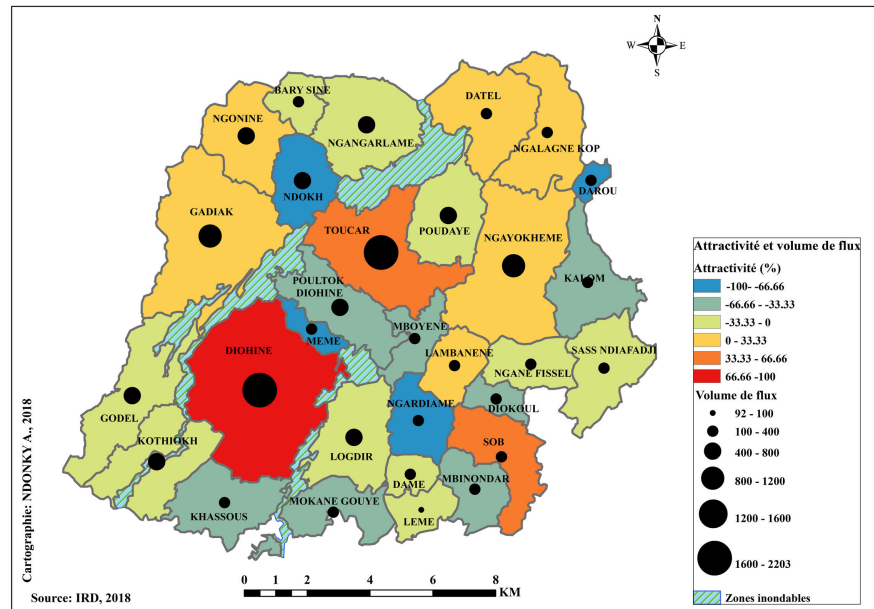 N
W E
S
BARY SINE
DATEL
NGONINE
NGANGARLAME
NGALAGNE KOP
DAROU
NDOKH
GADIAK
TOUCAR
POUDAYE
NGAYOKHEME
KALOM
POULTOK
DIOHINE
MBOYENE
MEME
DIOHINE
LAMBANENE
SASS NDIAFADJI
NGANE FISSEL
NGARDIAME
DIOKOUL
GODEL
KOTHIOKH
SOB
LOGDIR
DAME
MBINONDAR
MOKANE GOUYE
KHASSOUS
LEME
Attractivité et volume de flux
Attractivité (%)
-100- -66.66
-66.66 - -33.33
-33.33 - 0
0 - 33.33
33.33 - 66.66
66.66 -100
Volume de flux
92 - 100
100 - 400
400 - 800
800 - 1200
1200 - 1600
1600 - 2203
Zones inondables
Cartographie: NDONKY A., 2018
Source: IRD, 2018
0 2 4 6 8
KM